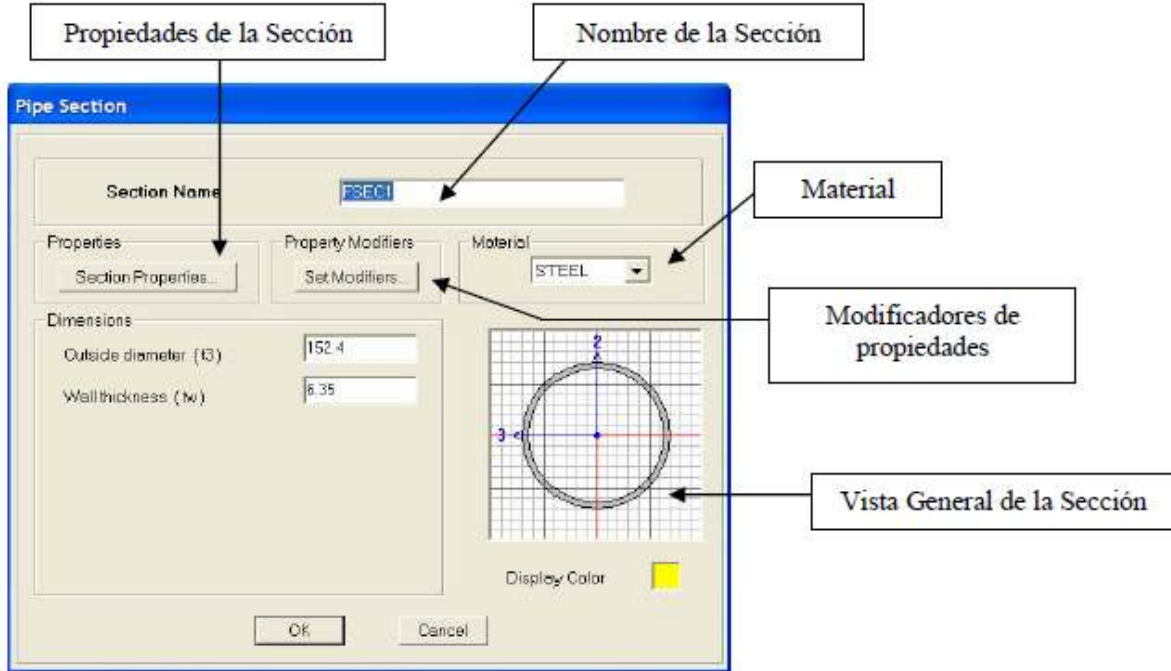 Propiedades de la Sección
Nombre de la Sección
Pipe Section
Section Name
FSEC1
Material
Properties
Property Modifiers
Material
Section Properties...
Set Modifiers...
STEEL
Modificadores de
propiedades
Dimensions
Outside diameter (t3)
152.4
Wall thickness (tw)
6.35
2
3
Vista General de la Sección
Display Color
OK
Cancel